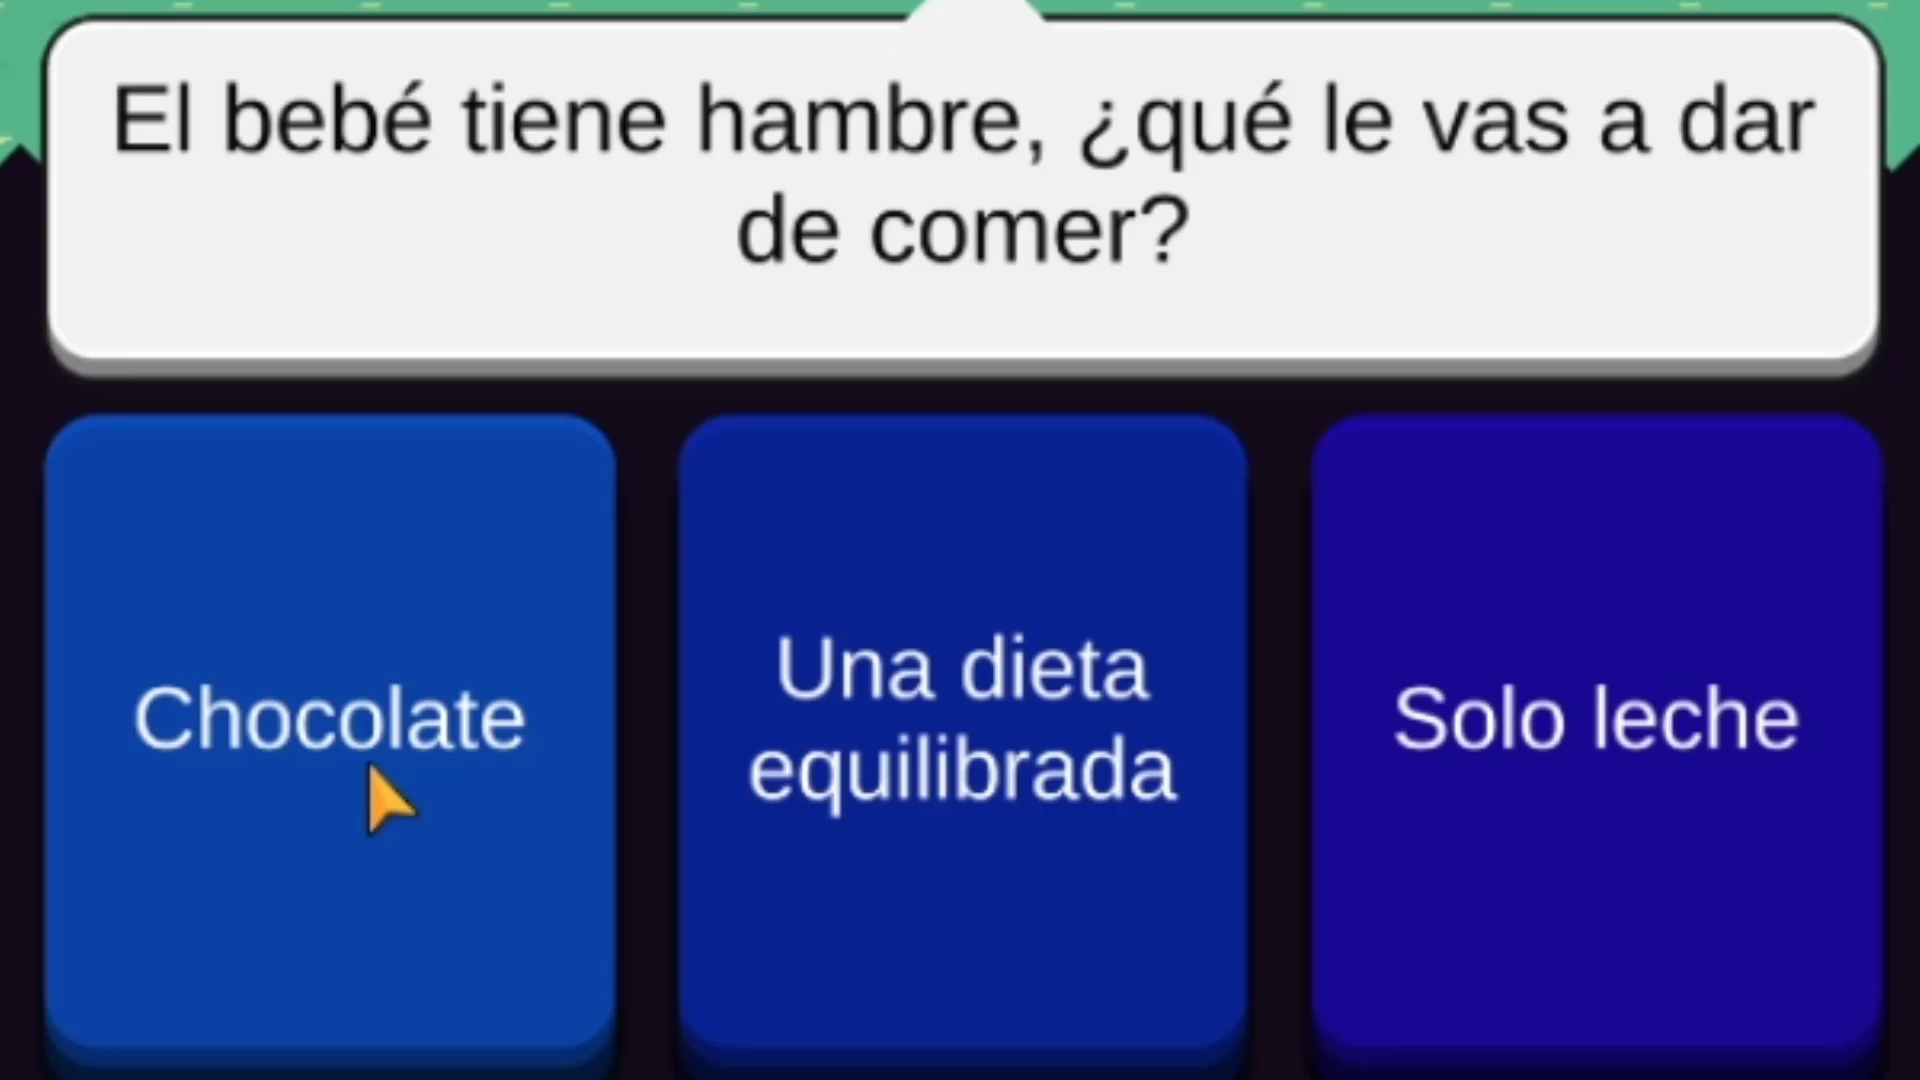 El bebé tiene hambre, ¿qué le vas a dar
de comer?
Chocolate
Una dieta
equilibrada
Solo leche